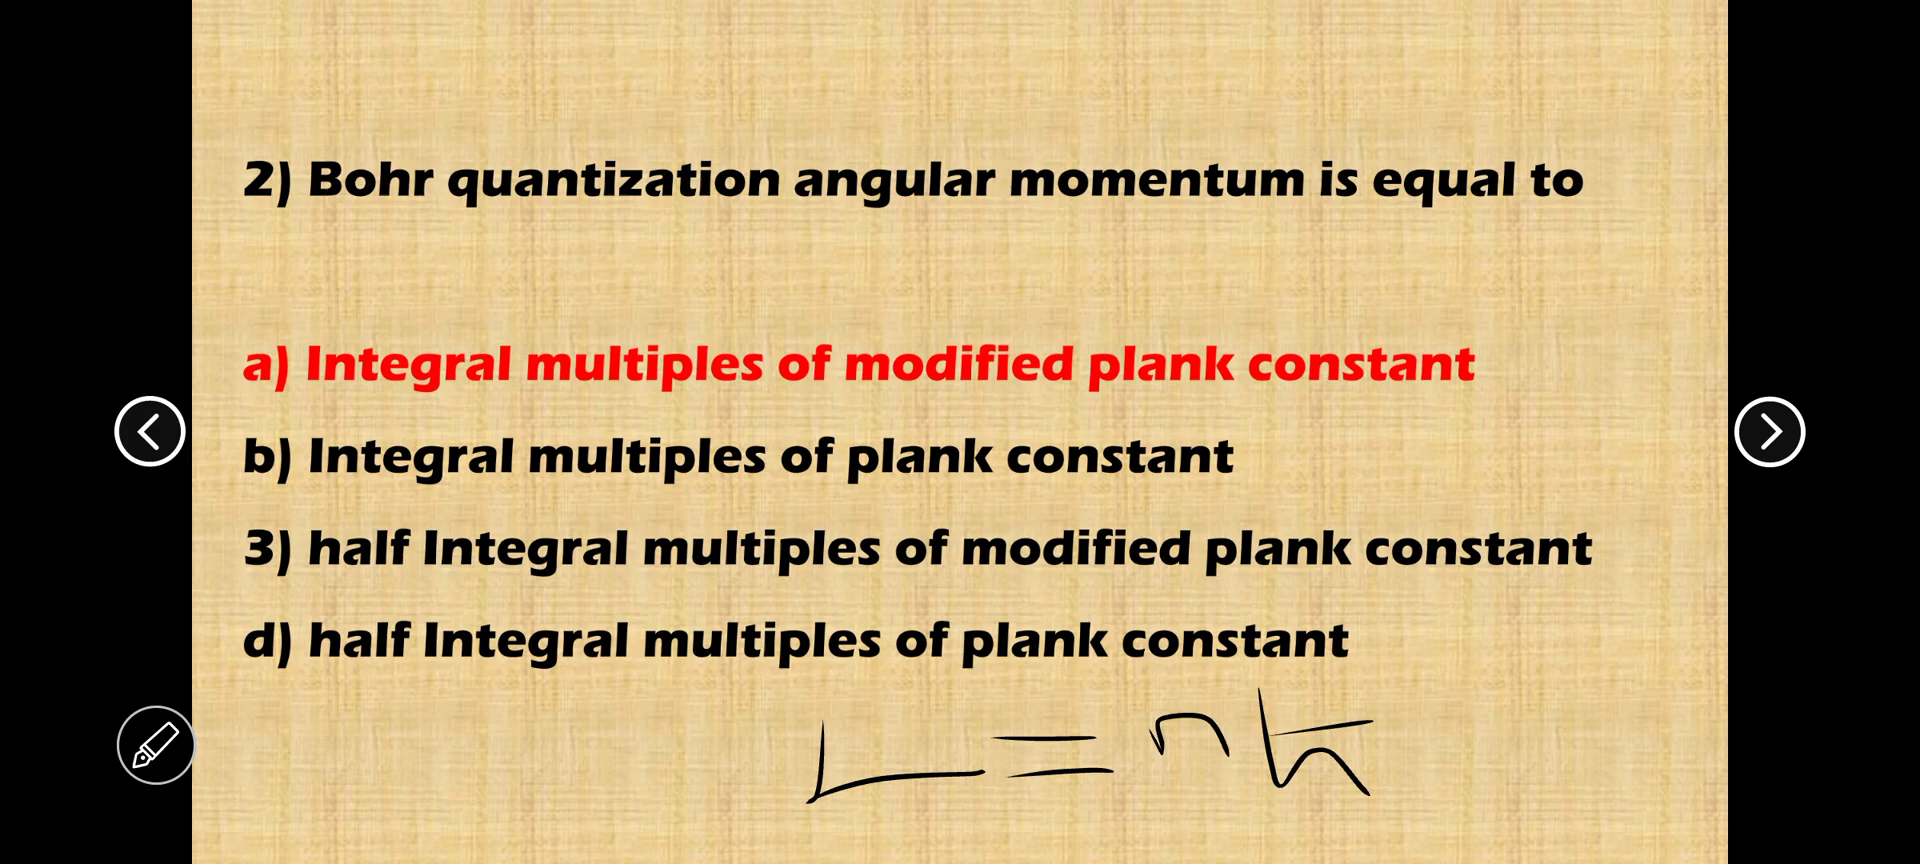 2) Bohr quantization angular momentum is equal to
a) Integral multiples of modified plank constant
b) Integral multiples of plank constant
3) half Integral multiples of modified plank constant
d) half Integral multiples of plank constant
L = nħ